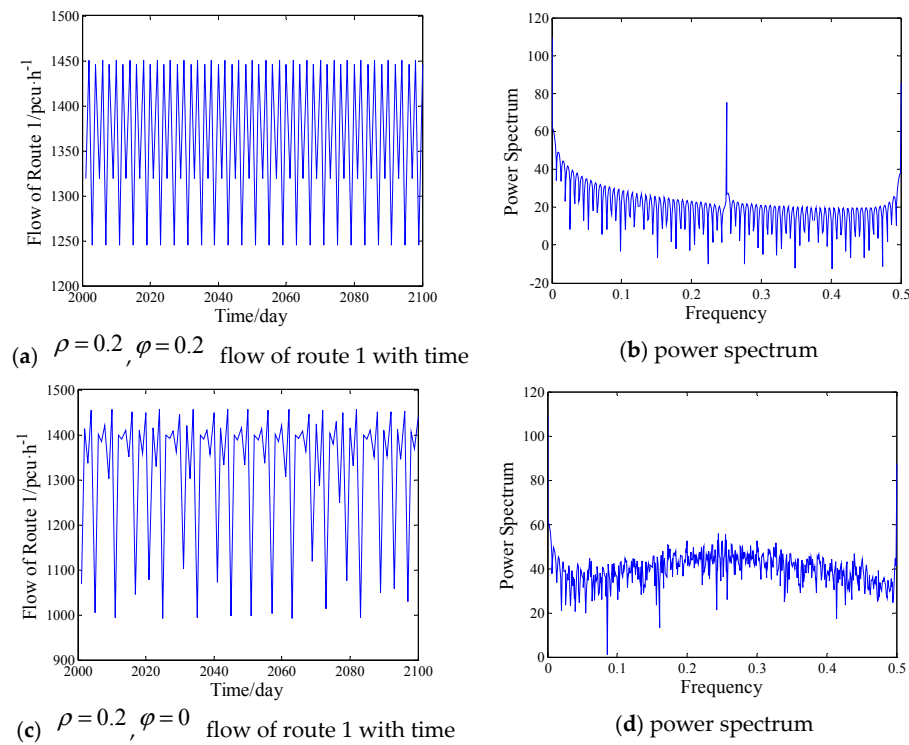 1500
1450
1400
1350
1300
1250
1200
2000 2020 2040 2060 2080 2100
Flow of Route 1/pcu·h⁻¹
Time/day
(a) ρ = 0.2, φ = 0.2 flow of route 1 with time
120
100
80
60
40
20
0
-20
0 0.1 0.2 0.3 0.4 0.5
Power Spectrum
Frequency
(b) power spectrum
1500
1400
1300
1200
1100
1000
900
2000 2020 2040 2060 2080 2100
Flow of Route 1/pcu·h⁻¹
Time/day
(c) ρ = 0.2, φ = 0 flow of route 1 with time
120
100
80
60
40
20
0
0 0.1 0.2 0.3 0.4 0.5
Power Spectrum
Frequency
(d) power spectrum